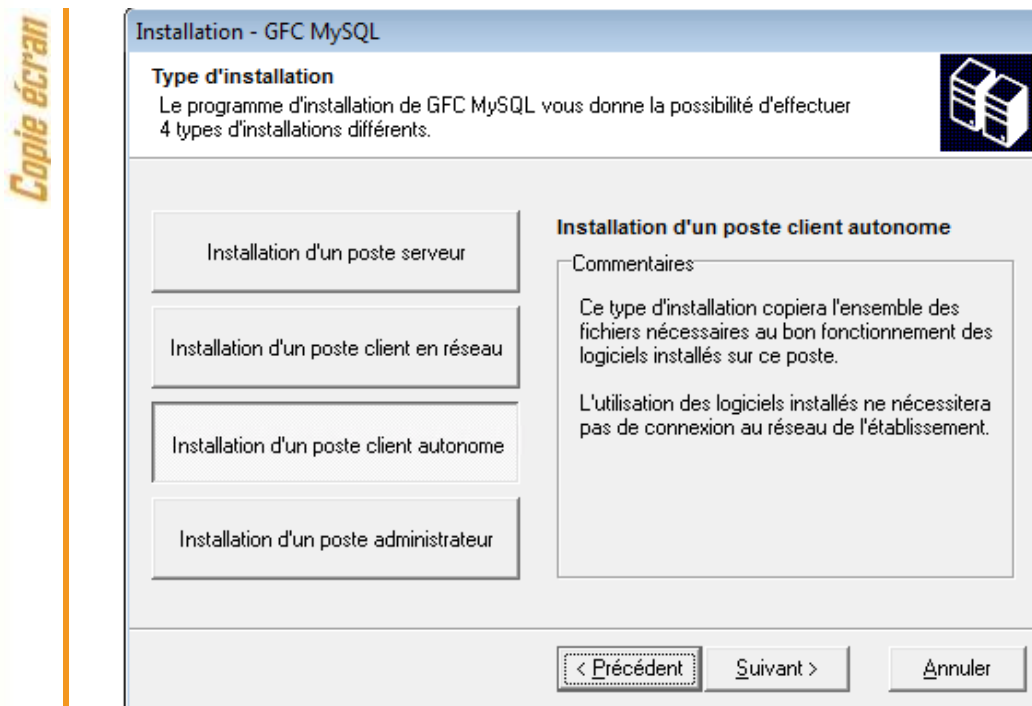 Copie écran
Installation - GFC MySQL
Type d'installation
Le programme d'installation de GFC MySQL vous donne la possibilité d'effectuer
4 types d'installations différents.
Installation d'un poste serveur
Installation d'un poste client en réseau
Installation d'un poste client autonome
Installation d'un poste administrateur
Installation d'un poste client autonome
Commentaires
Ce type d'installation copiera l'ensemble des
fichiers nécessaires au bon fonctionnement des
logiciels installés sur ce poste.
L'utilisation des logiciels installés ne nécessitera
pas de connexion au réseau de l'établissement.
< Précédent
Suivant >
Annuler